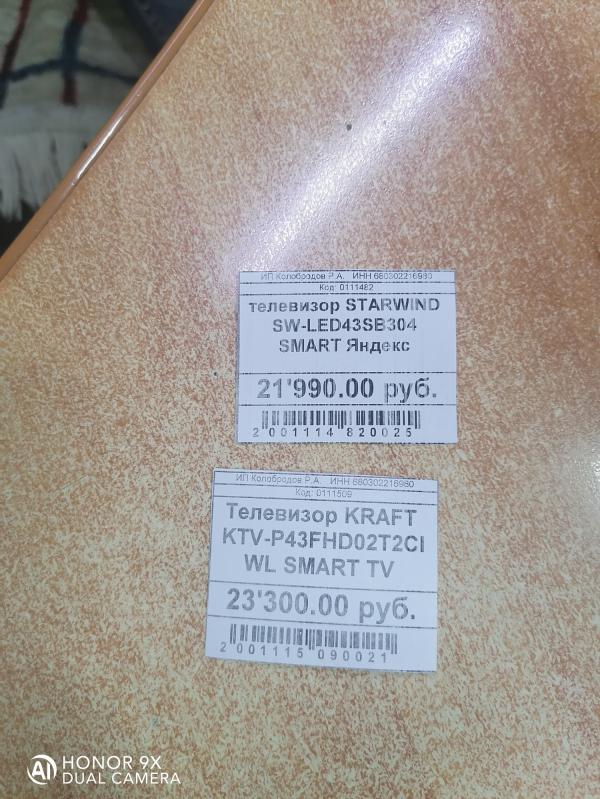 ИП Колобродов Р.А. ИНН 680302216980
Код: 0111482
телевизор STARWIND
SW-LED43SB304
SMART Яндекс
21'990.00 руб.
2 001114 820025
ИП Колобродов Р.А. ИНН 680302216980
Код: 0111509
Телевизор KRAFT
KTV-P43FHD02T2CI
WL SMART TV
23'300.00 руб.
2 001115 090021
HONOR 9X
DUAL CAMERA